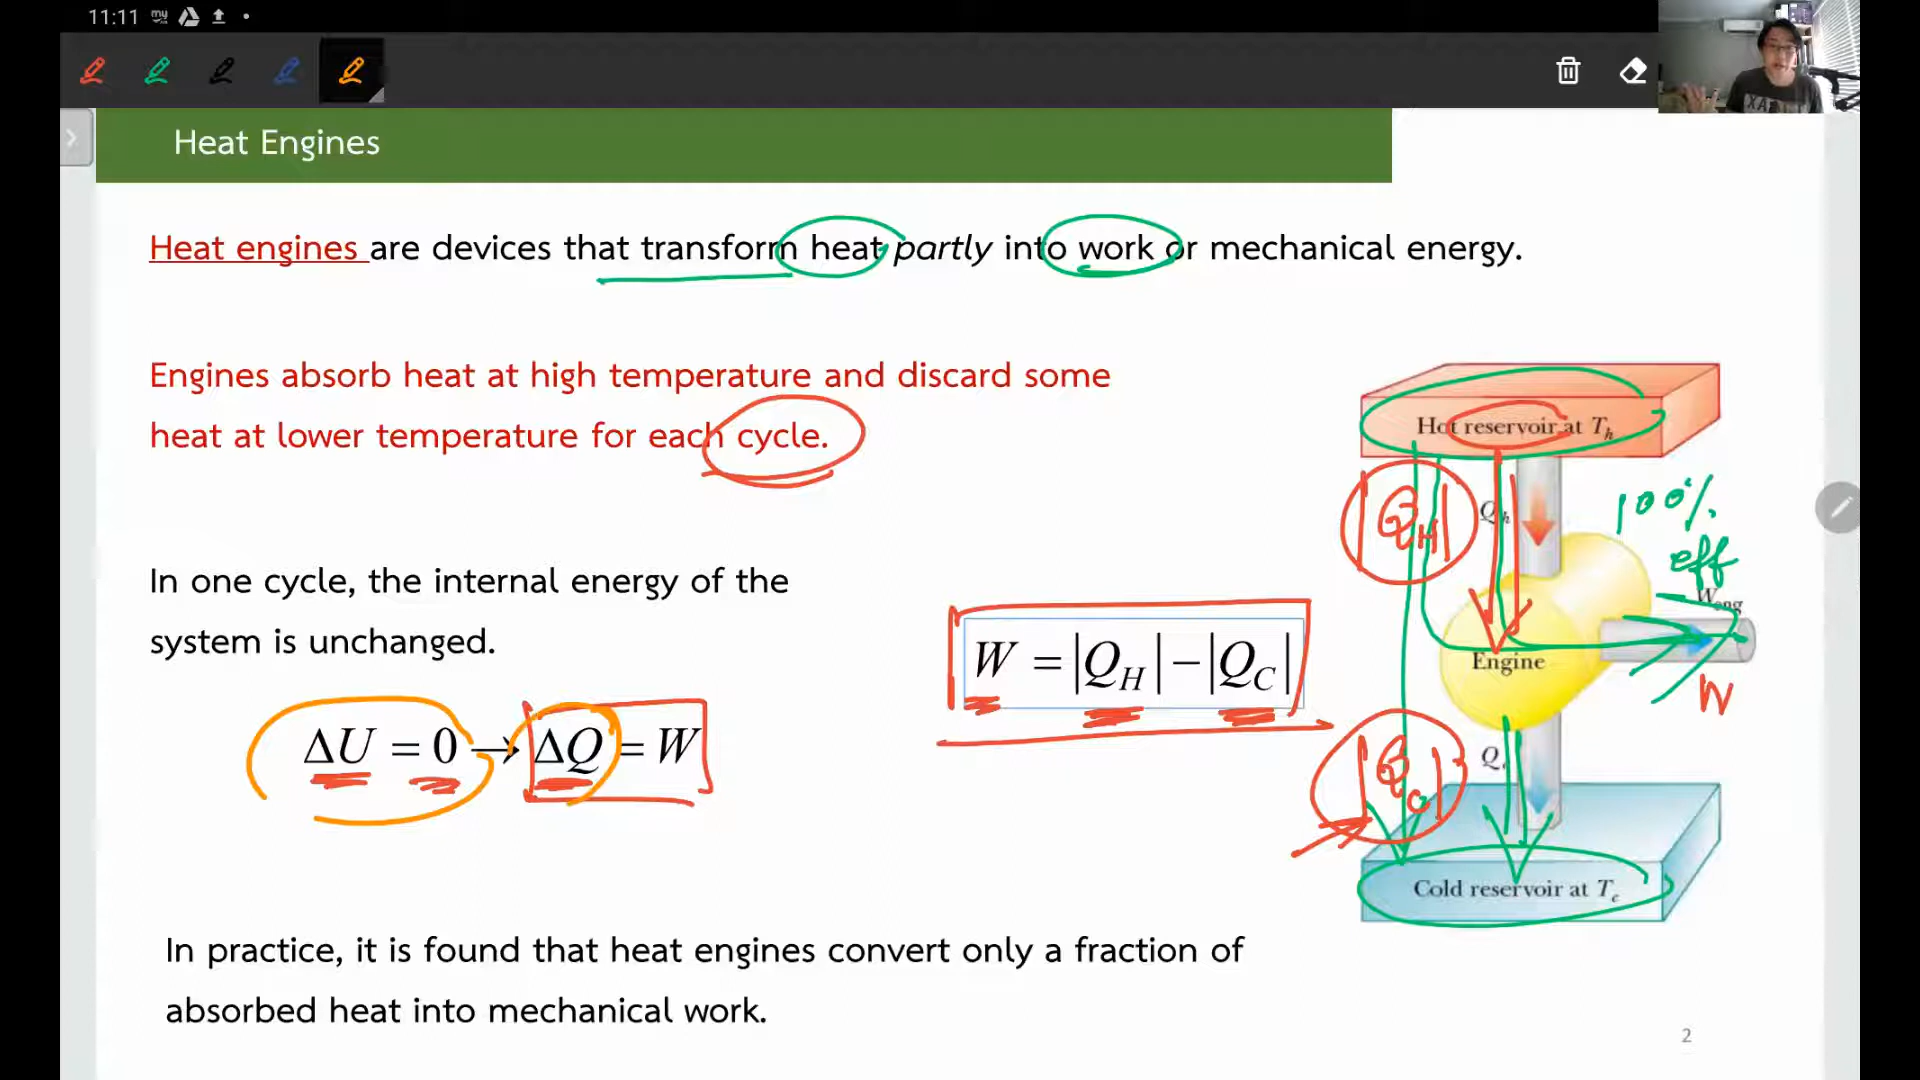 11:11
my
Heat Engines
Heat engines are devices that transform heat partly into work or mechanical energy.
Engines absorb heat at high temperature and discard some
heat at lower temperature for each cycle.
Hot reservoir at Th
|QH|
Qh
100%
eff
Weng
In one cycle, the internal energy of the
system is unchanged.
W = |QH| − |QC|
Engine
W
ΔU = 0 → ΔQ = W
|QC|
Q
Cold reservoir at Tc
In practice, it is found that heat engines convert only a fraction of
absorbed heat into mechanical work.
2